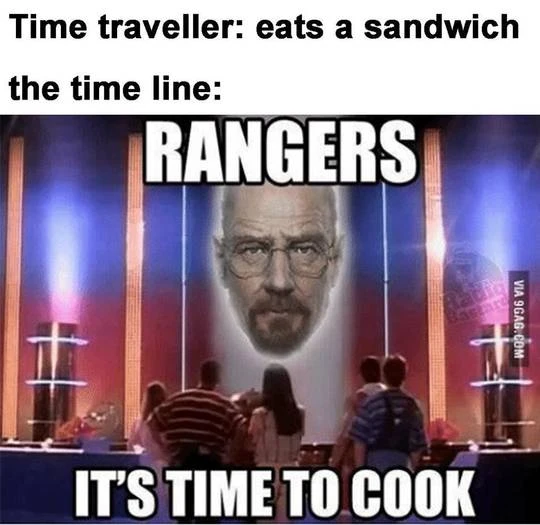 Time traveller: eats a sandwich
the time line:
RANGERS
VIA 9GAG.COM
IT'S TIME TO COOK